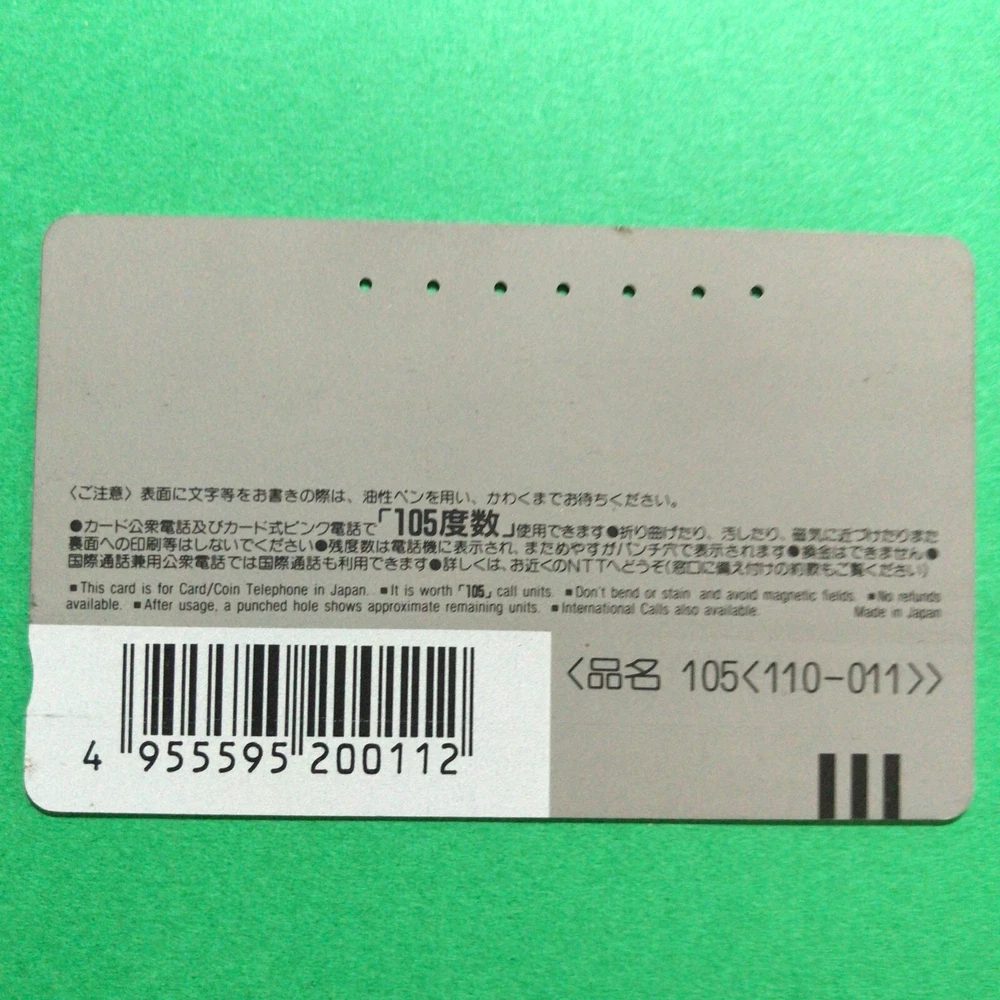 〈ご注意〉表面に文字等をお書きの際は、油性ペンを用い、かわくまでお待ちください。
●カード公衆電話及びカード式ピンク電話で「105度数」使用できます●折り曲げたり、汚したり、磁気に近づけたりまた
裏面への印刷等はしないでください●残度数は電話機に表示され、まためやすがパンチ穴で表示されます●換金はできません●
国際通話兼用公衆電話では国際通話も利用できます●詳しくは、お近くのNTTへどうぞ(窓口に備え付けの約款もご覧ください)
■This card is for Card/Coin Telephone in Japan. ■It is worth「105」call units. ■Don't bend or stain and avoid magnetic fields. ■No refunds
available. ■After usage, a punched hole shows approximate remaining units. ■International Calls also available. Made in Japan
〈品名 105〈110-011〉〉
4 955595 200112